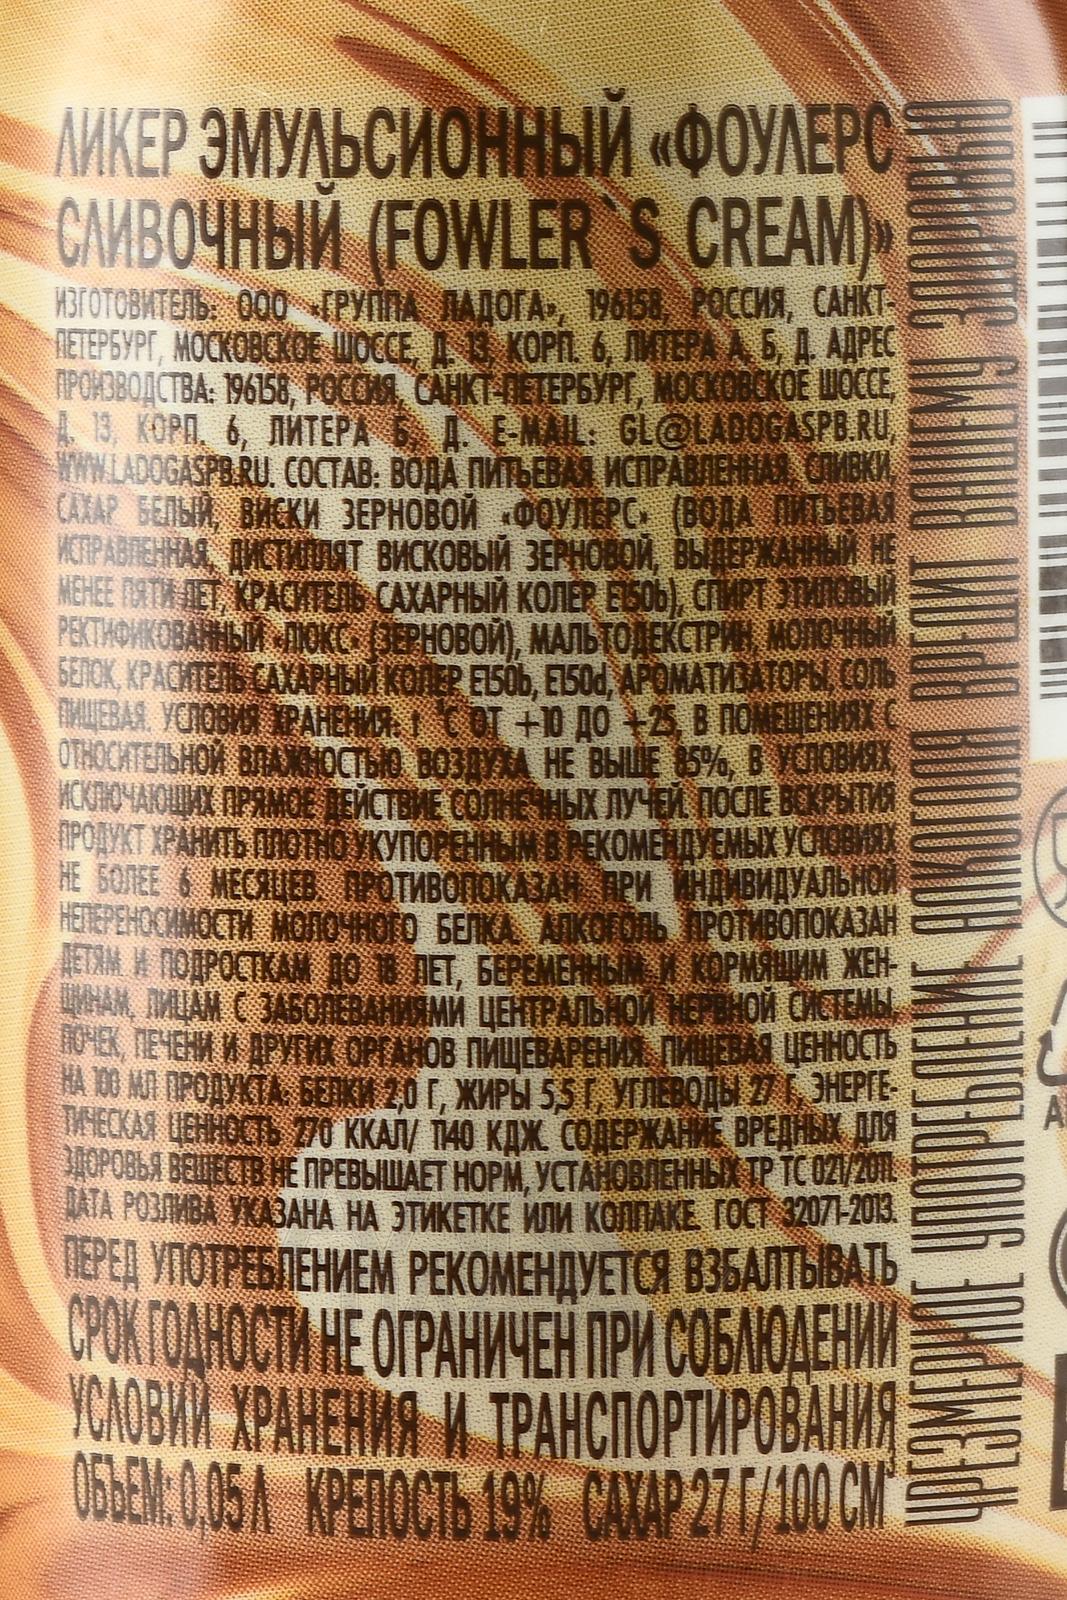 ЛИКЕР ЭМУЛЬСИОННЫЙ «ФОУЛЕРС
СЛИВОЧНЫЙ (FOWLER`S CREAM)»
ИЗГОТОВИТЕЛЬ: ООО «ГРУППА ЛАДОГА», 196158, РОССИЯ, САНКТ-
ПЕТЕРБУРГ, МОСКОВСКОЕ ШОССЕ, Д. 13, КОРП. 6, ЛИТЕРА А, Б, Д. АДРЕС
ПРОИЗВОДСТВА: 196158, РОССИЯ, САНКТ-ПЕТЕРБУРГ, МОСКОВСКОЕ ШОССЕ,
Д. 13, КОРП. 6, ЛИТЕРА Б, Д. E-MAIL: GL@LADOGASPB.RU,
WWW.LADOGASPB.RU. СОСТАВ: ВОДА ПИТЬЕВАЯ ИСПРАВЛЕННАЯ, СЛИВКИ,
САХАР БЕЛЫЙ, ВИСКИ ЗЕРНОВОЙ «ФОУЛЕРС» (ВОДА ПИТЬЕВАЯ
ИСПРАВЛЕННАЯ, ДИСТИЛЛЯТ ВИСКОВЫЙ ЗЕРНОВОЙ, ВЫДЕРЖАННЫЙ НЕ
МЕНЕЕ ПЯТИ ЛЕТ, КРАСИТЕЛЬ САХАРНЫЙ КОЛЕР Е150b), СПИРТ ЭТИЛОВЫЙ
РЕКТИФИКОВАННЫЙ «ЛЮКС» (ЗЕРНОВОЙ), МАЛЬТОДЕКСТРИН, МОЛОЧНЫЙ
БЕЛОК, КРАСИТЕЛЬ САХАРНЫЙ КОЛЕР Е150b, Е150d, АРОМАТИЗАТОРЫ, СОЛЬ
ПИЩЕВАЯ. УСЛОВИЯ ХРАНЕНИЯ: t °С ОТ +10 ДО +25, В ПОМЕЩЕНИЯХ С
ОТНОСИТЕЛЬНОЙ ВЛАЖНОСТЬЮ ВОЗДУХА НЕ ВЫШЕ 85%, В УСЛОВИЯХ,
ИСКЛЮЧАЮЩИХ ПРЯМОЕ ДЕЙСТВИЕ СОЛНЕЧНЫХ ЛУЧЕЙ. ПОСЛЕ ВСКРЫТИЯ
ПРОДУКТ ХРАНИТЬ ПЛОТНО УКУПОРЕННЫМ В РЕКОМЕНДУЕМЫХ УСЛОВИЯХ
НЕ БОЛЕЕ 6 МЕСЯЦЕВ. ПРОТИВОПОКАЗАН ПРИ ИНДИВИДУАЛЬНОЙ
НЕПЕРЕНОСИМОСТИ МОЛОЧНОГО БЕЛКА. АЛКОГОЛЬ ПРОТИВОПОКАЗАН
ДЕТЯМ И ПОДРОСТКАМ ДО 18 ЛЕТ, БЕРЕМЕННЫМ И КОРМЯЩИМ ЖЕН-
ЩИНАМ, ЛИЦАМ С ЗАБОЛЕВАНИЯМИ ЦЕНТРАЛЬНОЙ НЕРВНОЙ СИСТЕМЫ,
ПОЧЕК, ПЕЧЕНИ И ДРУГИХ ОРГАНОВ ПИЩЕВАРЕНИЯ. ПИЩЕВАЯ ЦЕННОСТЬ
НА 100 МЛ ПРОДУКТА: БЕЛКИ 2,0 Г, ЖИРЫ 5,5 Г, УГЛЕВОДЫ 27 Г. ЭНЕРГЕ-
ТИЧЕСКАЯ ЦЕННОСТЬ 270 ККАЛ/ 1140 КДЖ. СОДЕРЖАНИЕ ВРЕДНЫХ ДЛЯ
ЗДОРОВЬЯ ВЕЩЕСТВ НЕ ПРЕВЫШАЕТ НОРМ, УСТАНОВЛЕННЫХ ТР ТС 021/2011.
ДАТА РОЗЛИВА УКАЗАНА НА ЭТИКЕТКЕ ИЛИ КОЛПАКЕ. ГОСТ 32071-2013.
ПЕРЕД УПОТРЕБЛЕНИЕМ РЕКОМЕНДУЕТСЯ ВЗБАЛТЫВАТЬ
СРОК ГОДНОСТИ НЕ ОГРАНИЧЕН ПРИ СОБЛЮДЕНИИ
УСЛОВИЙ ХРАНЕНИЯ И ТРАНСПОРТИРОВАНИЯ
ОБЪЕМ: 0,05 Л КРЕПОСТЬ 19% САХАР 27 Г/100 СМ³
ЧРЕЗМЕРНОЕ УПОТРЕБЛЕНИЕ АЛКОГОЛЯ ВРЕДИТ ВАШЕМУ ЗДОРОВЬЮ